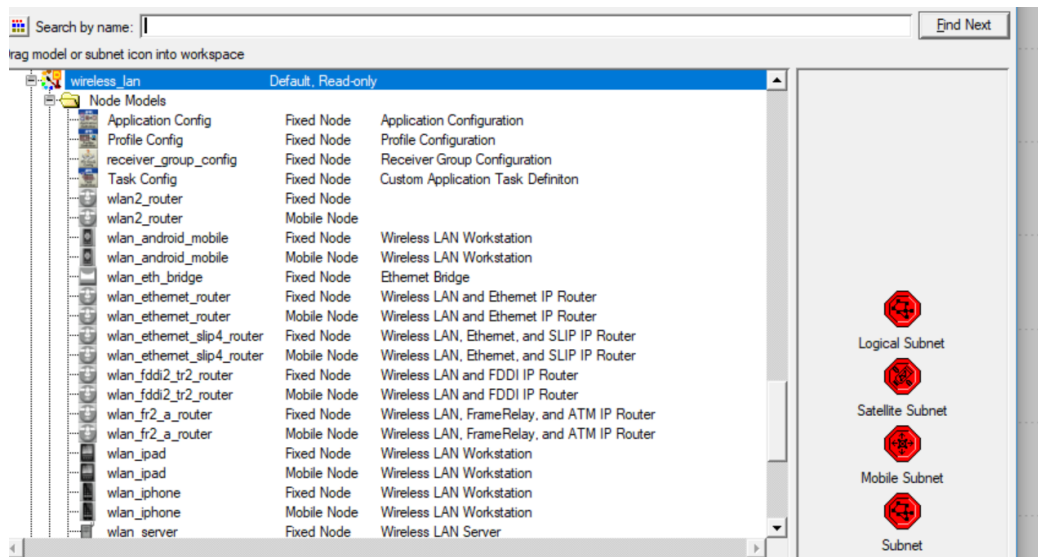 Search by name:
Find Next
rag model or subnet icon into workspace
wireless_lan Default, Read-only
Node Models
Application Config Fixed Node Application Configuration
Profile Config Fixed Node Profile Configuration
receiver_group_config Fixed Node Receiver Group Configuration
Task Config Fixed Node Custom Application Task Definiton
wlan2_router Fixed Node
wlan2_router Mobile Node
wlan_android_mobile Fixed Node Wireless LAN Workstation
wlan_android_mobile Mobile Node Wireless LAN Workstation
wlan_eth_bridge Fixed Node Ethernet Bridge
wlan_ethernet_router Fixed Node Wireless LAN and Ethernet IP Router
wlan_ethernet_router Mobile Node Wireless LAN and Ethernet IP Router
wlan_ethernet_slip4_router Fixed Node Wireless LAN, Ethernet, and SLIP IP Router
wlan_ethernet_slip4_router Mobile Node Wireless LAN, Ethernet, and SLIP IP Router
wlan_fddi2_tr2_router Fixed Node Wireless LAN and FDDI IP Router
wlan_fddi2_tr2_router Mobile Node Wireless LAN and FDDI IP Router
wlan_fr2_a_router Fixed Node Wireless LAN, FrameRelay, and ATM IP Router
wlan_fr2_a_router Mobile Node Wireless LAN, FrameRelay, and ATM IP Router
wlan_ipad Fixed Node Wireless LAN Workstation
wlan_ipad Mobile Node Wireless LAN Workstation
wlan_iphone Fixed Node Wireless LAN Workstation
wlan_iphone Mobile Node Wireless LAN Workstation
wlan_server Fixed Node Wireless LAN Server
Logical Subnet
Satellite Subnet
Mobile Subnet
Subnet